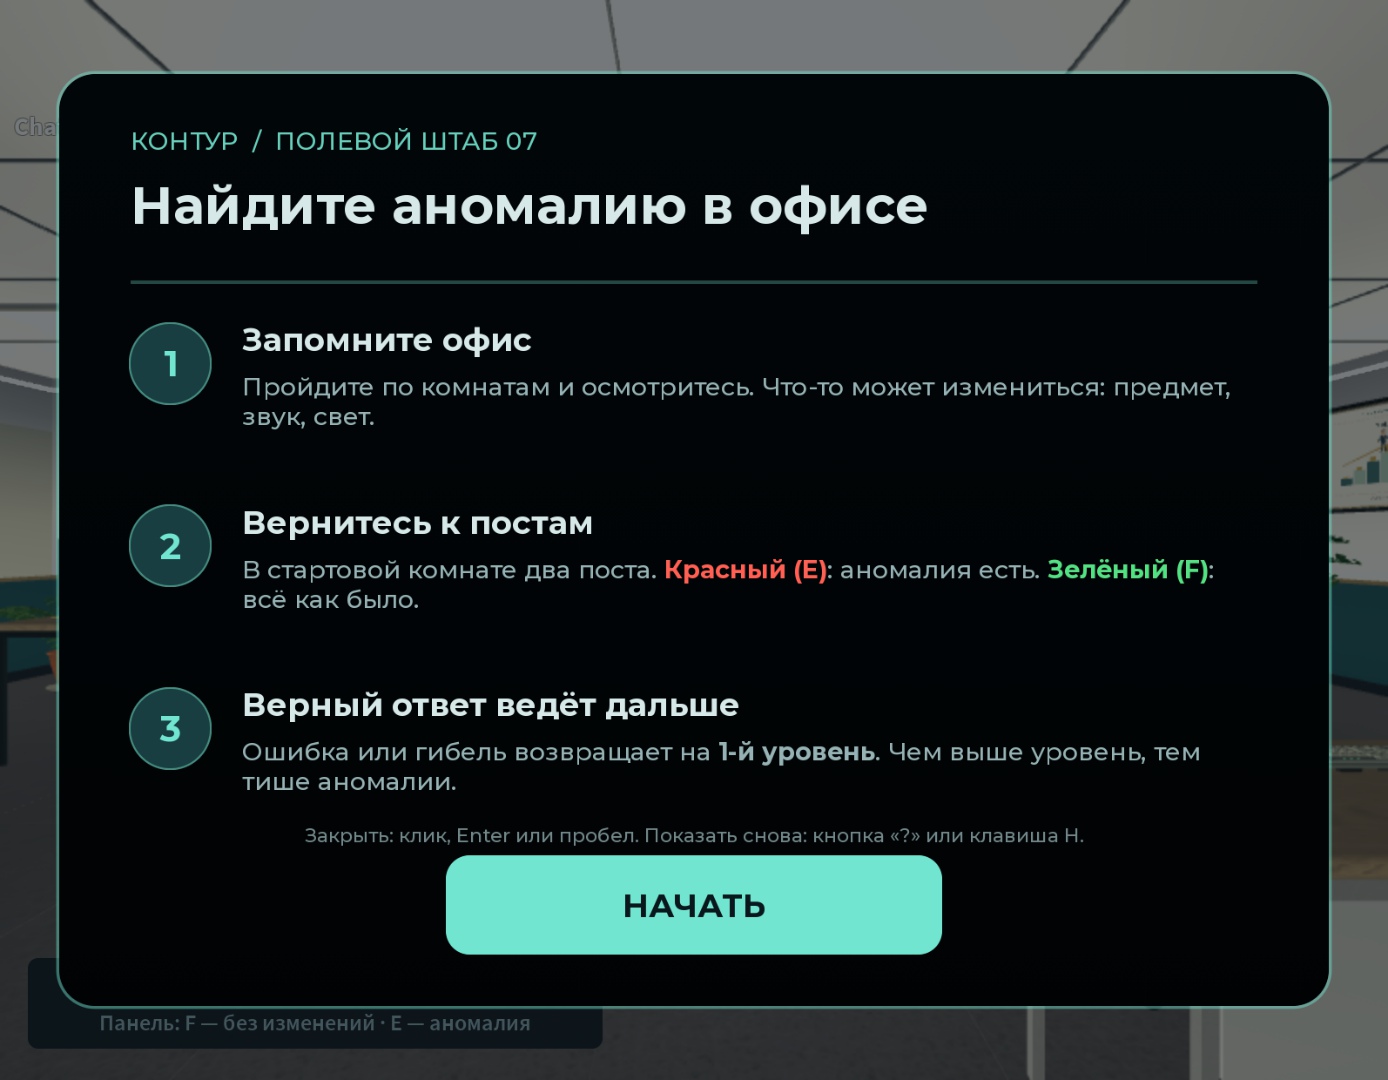 КОНТУР / ПОЛЕВОЙ ШТАБ 07
Найдите аномалию в офисе
1
Запомните офис
Пройдите по комнатам и осмотритесь. Что-то может измениться: предмет,
звук, свет.
2
Вернитесь к постам
В стартовой комнате два поста. Красный (E): аномалия есть. Зелёный (F):
всё как было.
3
Верный ответ ведёт дальше
Ошибка или гибель возвращает на 1-й уровень. Чем выше уровень, тем
тише аномалии.
Закрыть: клик, Enter или пробел. Показать снова: кнопка «?» или клавиша H.
НАЧАТЬ
Панель: F — без изменений · E — аномалия